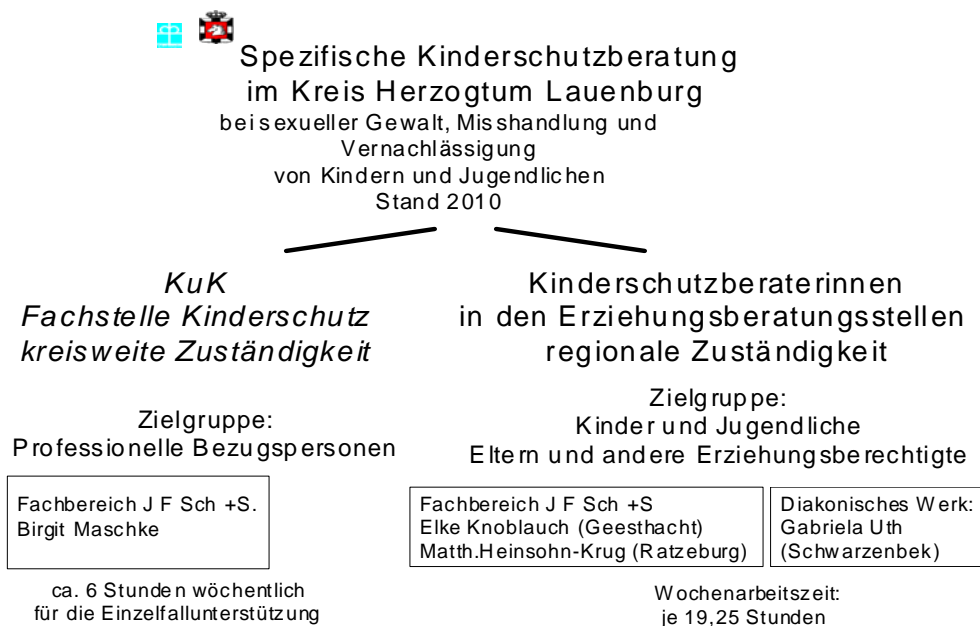 Spezifische Kinderschutzberatung
im Kreis Herzogtum Lauenburg
bei sexueller Gewalt, Misshandlung und
Vernachlässigung
von Kindern und Jugendlichen
Stand 2010
KuK
Fachstelle Kinderschutz
kreisweite Zuständigkeit
Zielgruppe:
Professionelle Bezugspersonen
Fachbereich J F Sch +S.
Birgit Maschke
ca. 6 Stunden wöchentlich
für die Einzelfallunterstützung
Kinderschutzberaterinnen
in den Erziehungsberatungsstellen
regionale Zuständigkeit
Zielgruppe:
Kinder und Jugendliche
Eltern und andere Erziehungsberechtigte
Fachbereich J F Sch +S
Elke Knoblauch (Geesthacht)
Matth.Heinsohn-Krug (Ratzeburg)
Diakonisches Werk:
Gabriela Uth
(Schwarzenbek)
Wochenarbeitszeit:
je 19,25 Stunden